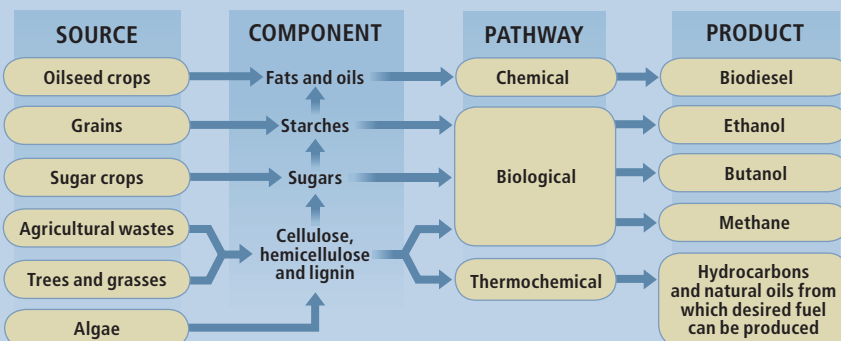 SOURCE
COMPONENT
PATHWAY
PRODUCT
Oilseed crops
Fats and oils
Chemical
Biodiesel
Grains
Starches
Ethanol
Sugar crops
Sugars
Biological
Butanol
Agricultural wastes
Cellulose,
hemicellulose
and lignin
Methane
Trees and grasses
Thermochemical
Hydrocarbons
and natural oils from
which desired fuel
can be produced
Algae